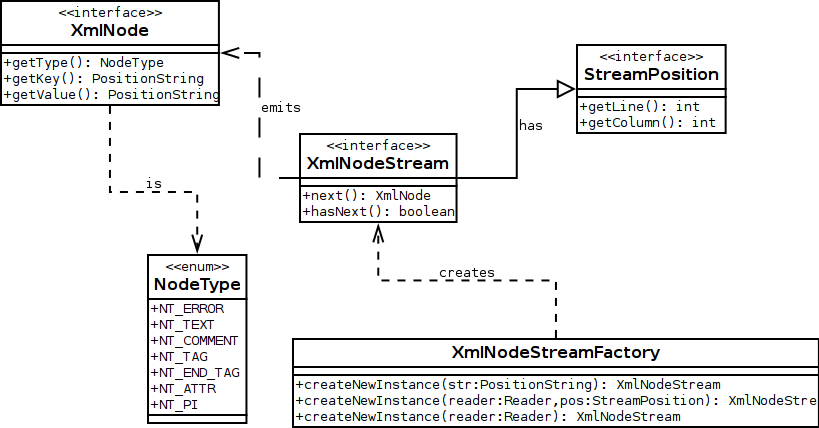 <<interface>>
XmlNode
+getType(): NodeType
+getKey(): PositionString
+getValue(): PositionString
<<interface>>
StreamPosition
+getLine(): int
+getColumn(): int
emits
has
<<interface>>
XmlNodeStream
+next(): XmlNode
+hasNext(): boolean
is
<<enum>>
NodeType
+NT_ERROR
+NT_TEXT
+NT_COMMENT
+NT_TAG
+NT_END_TAG
+NT_ATTR
+NT_PI
creates
XmlNodeStreamFactory
+createNewInstance(str:PositionString): XmlNodeStream
+createNewInstance(reader:Reader,pos:StreamPosition): XmlNodeStre
+createNewInstance(reader:Reader): XmlNodeStream